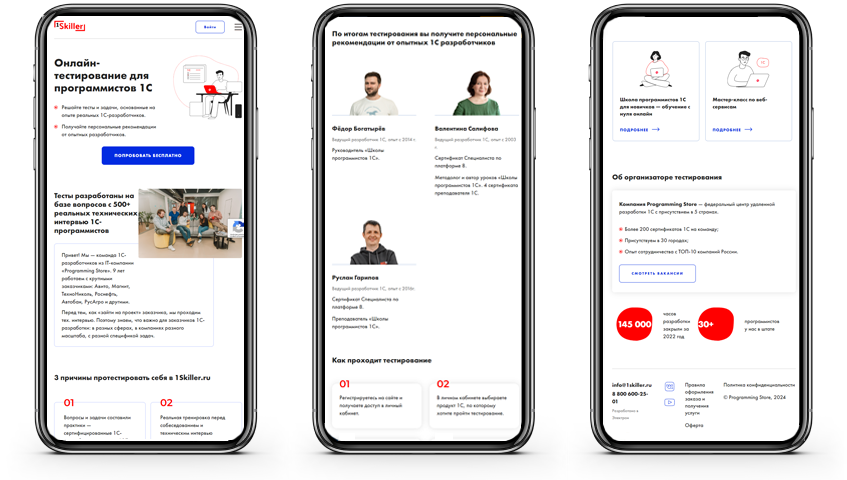 1Skiller
Войти
Онлайн-
тестирование для
программистов 1С
Решайте тесты и задачи, основанные на
опыте реальных 1С-разработчиков.
Получайте персональные рекомендации
от опытных разработчиков.
ПОПРОБОВАТЬ БЕСПЛАТНО
Тесты разработаны на
базе вопросов с 500+
реальных технических
интервью 1С-
программистов
Привет! Мы — команда 1С-
разработчиков из IT-компании
«Programming Store». 9 лет
работаем с крупными
заказчиками: Авито, Магнит,
ТехноНиколь, Роснефть,
Автобан, РусАгро и другими.
Перед тем, как «зайти на проект» заказчика, мы проходим
тех. интервью. Поэтому знаем, что важно для заказчиков 1С-
разработки: в разных сферах, в компаниях разного
масштаба, с разной спецификой задач.
3 причины протестировать себя в 1Skiller.ru
01
Вопросы и задачи составили
практики —
сертифицированные 1С-
02
Реальная тренировка перед
собеседованием и
техническим интервью
По итогам тестирования вы получите персональные
рекомендации от опытных 1С разработчиков
Фёдор Богатырёв
Ведущий разработчик 1С, опыт с 2014 г.
Руководитель «Школы
программистов 1С».
Валентина Салифова
Ведущий разработчик 1С, опыт с 2003
г.
Сертификат Специалиста по
платформе 8.
Методолог и автор уроков «Школы
программистов 1С». 4 сертификата
преподавателя 1С.
Руслан Гарипов
Ведущий разработчик 1С, опыт с 2016г.
Сертификат Специалиста по
платформе 8.
Преподаватель «Школы
программистов 1С».
Как проходит тестирование
01
Регистрируетесь на сайте и
получаете доступ в личный
кабинет.
02
В личном кабинете выбираете
продукт 1С, по которому
хотите пройти тестирование.
Школа программистов 1С
для новичков — обучение с
нуля онлайн
ПОДРОБНЕЕ
1С
Мастер-класс по веб-
сервисам
ПОДРОБНЕЕ
Об организаторе тестирования
Компания Programming Store — федеральный центр удаленной
разработки 1С с присутствием в 5 странах.
Более 200 сертификатов 1С на команду;
Присутствуем в 30 городах;
Опыт сотрудничества с ТОП-10 компаний России.
СМОТРЕТЬ ВАКАНСИИ
145 000
часов
разработки
закрыли за
2022 год
30+
программистов
у нас в штате
info@1skiller.ru
8 800 600-25-
01
Разработано в
Правила
оформления
заказа и
получения
услуги
Оферта
Политика конфиденциальности
© Programming Store, 2024